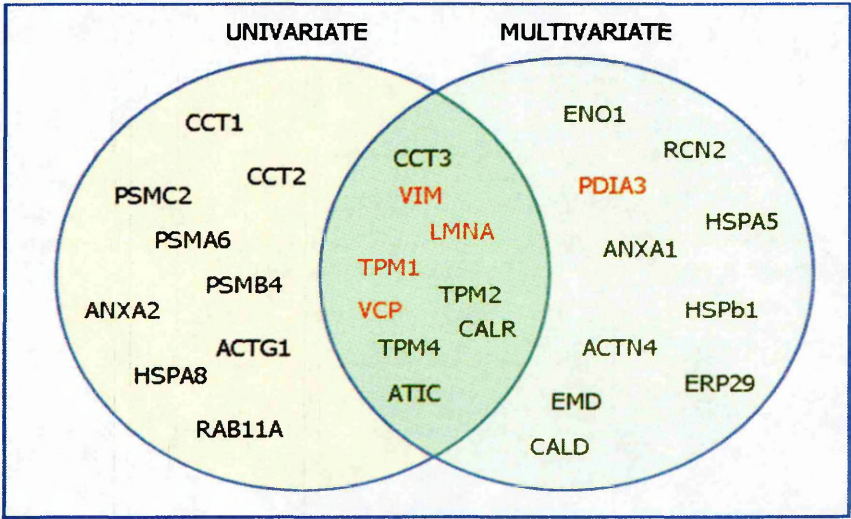 UNIVARIATE
MULTIVARIATE
CCT1
CCT2
PSMC2
PSMA6
PSMB4
ANXA2
ACTG1
HSPA8
RAB11A
CCT3
VIM
LMNA
TPM1
TPM2
VCP
CALR
TPM4
ATIC
ENO1
RCN2
PDIA3
HSPA5
ANXA1
HSPb1
ACTN4
ERP29
EMD
CALD